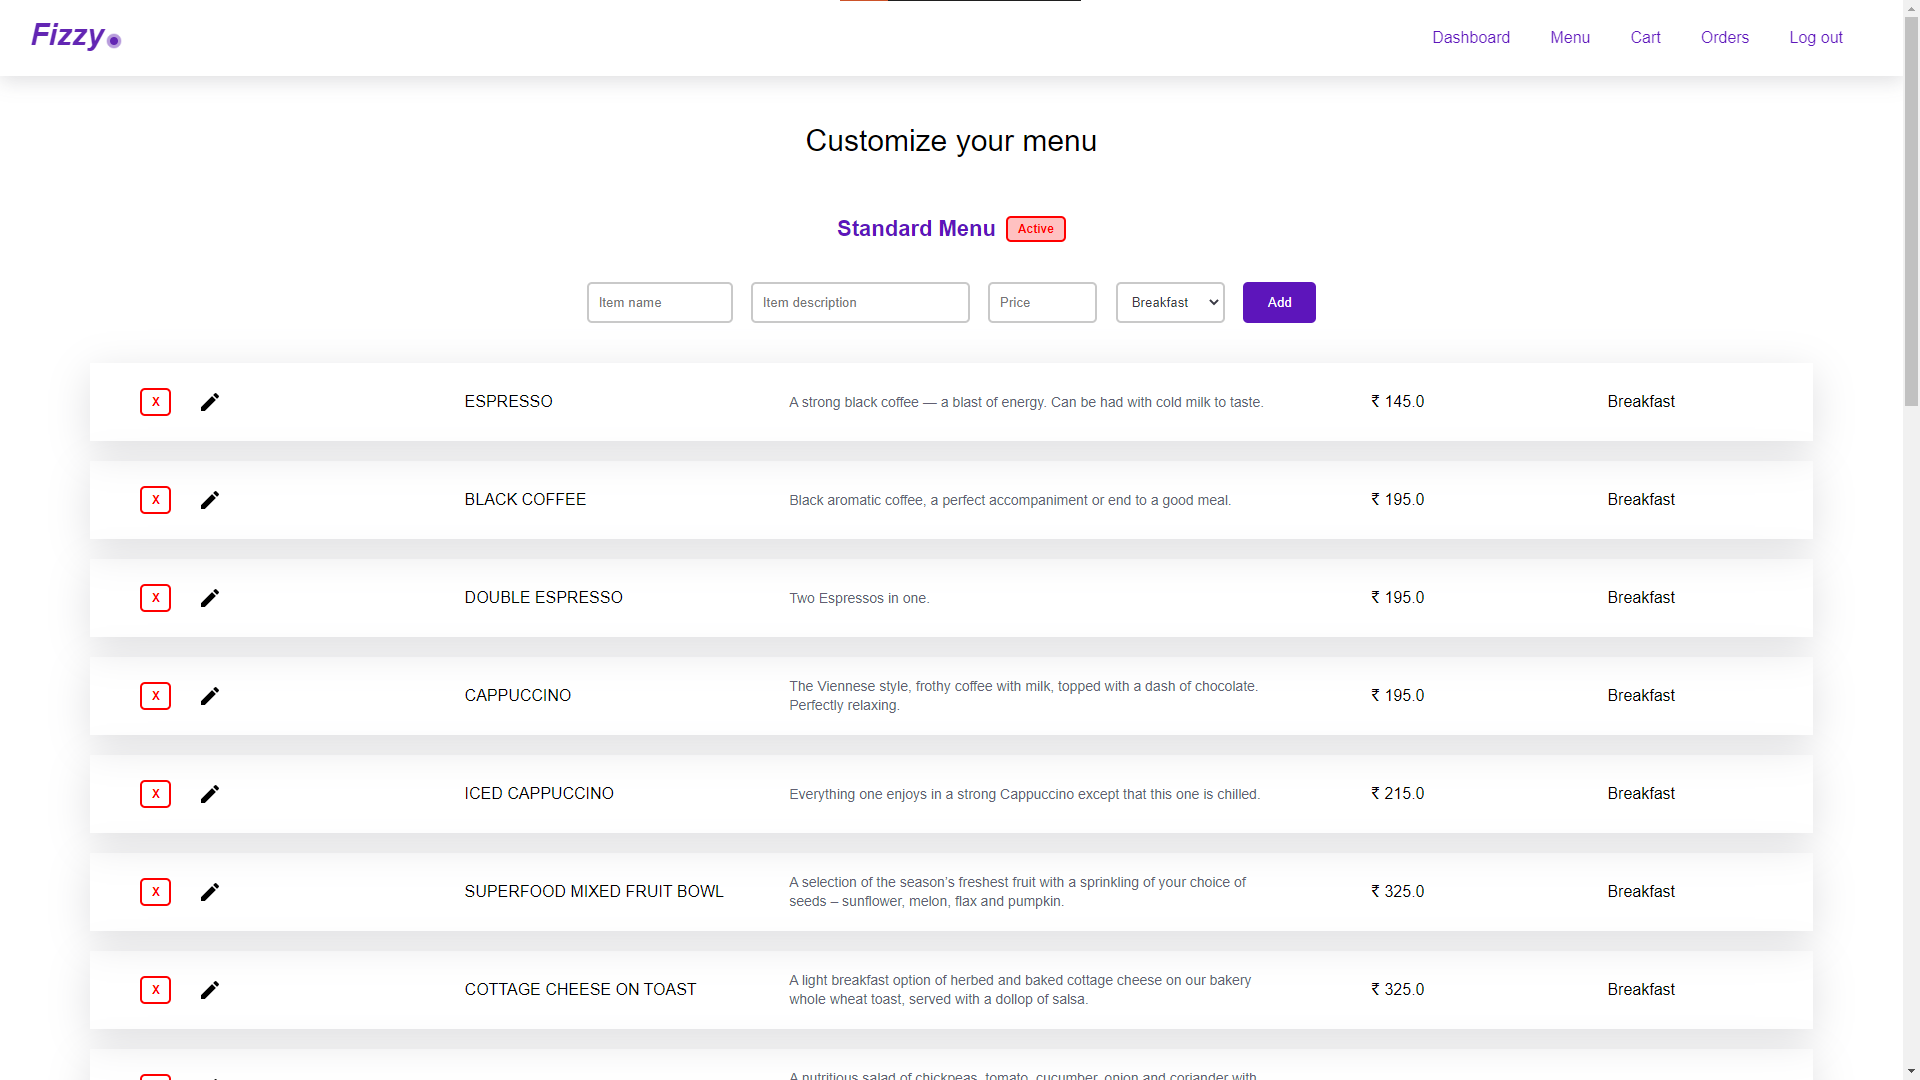 Fizzy
Dashboard Menu Cart Orders Log out
Customize your menu
Standard Menu Active
Item name Item description Price Breakfast Add
X ESPRESSO A strong black coffee — a blast of energy. Can be had with cold milk to taste. ₹ 145.0 Breakfast
X BLACK COFFEE Black aromatic coffee, a perfect accompaniment or end to a good meal. ₹ 195.0 Breakfast
X DOUBLE ESPRESSO Two Espressos in one. ₹ 195.0 Breakfast
X CAPPUCCINO The Viennese style, frothy coffee with milk, topped with a dash of chocolate. ₹ 195.0 Breakfast
Perfectly relaxing.
X ICED CAPPUCCINO Everything one enjoys in a strong Cappuccino except that this one is chilled. ₹ 215.0 Breakfast
X SUPERFOOD MIXED FRUIT BOWL A selection of the season’s freshest fruit with a sprinkling of your choice of ₹ 325.0 Breakfast
seeds – sunflower, melon, flax and pumpkin.
X COTTAGE CHEESE ON TOAST A light breakfast option of herbed and baked cottage cheese on our bakery ₹ 325.0 Breakfast
whole wheat toast, served with a dollop of salsa.
A nutritious salad of chickpeas, tomato, cucumber, onion and coriander with